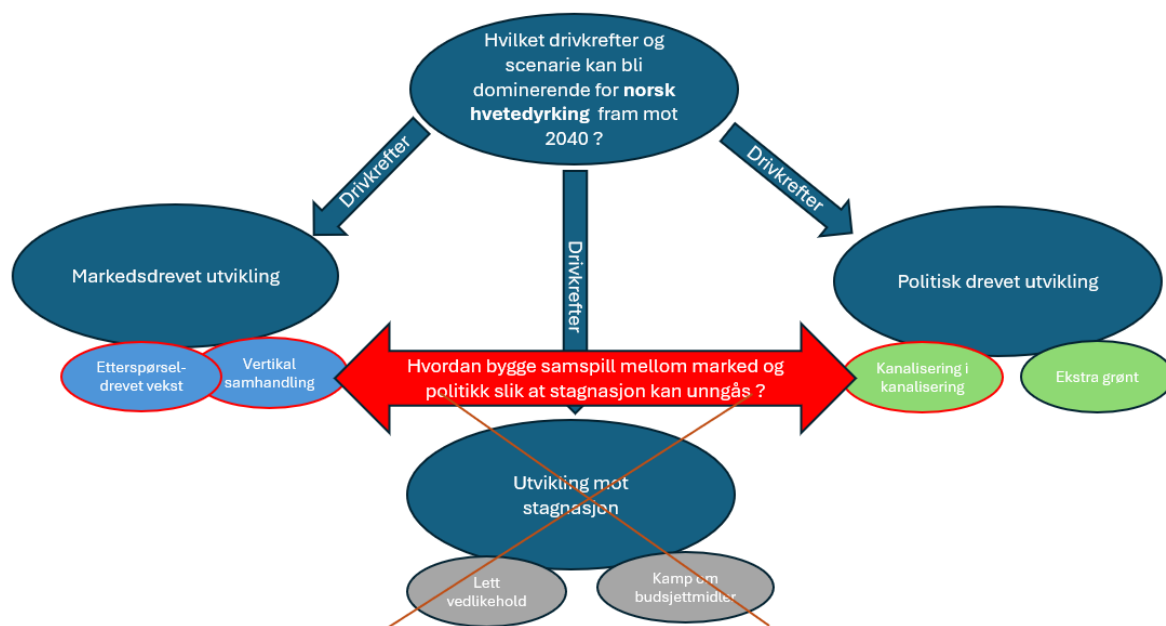 Hvilket drivkrefter og
scenarie kan bli
dominerende for norsk
hvetedyrking fram mot
2040 ?
Drivkrefter
Drivkrefter
Drivkrefter
Markedsdrevet utvikling
Politisk drevet utvikling
Etterspørsel-
drevet vekst
Vertikal
samhandling
Hvordan bygge samspill mellom marked og
politikk slik at stagnasjon kan unngås ?
Kanalisering i
kanalisering
Ekstra grønt
Utvikling mot
stagnasjon
Lett
vedlikehold
Kamp om
budsjettmidler